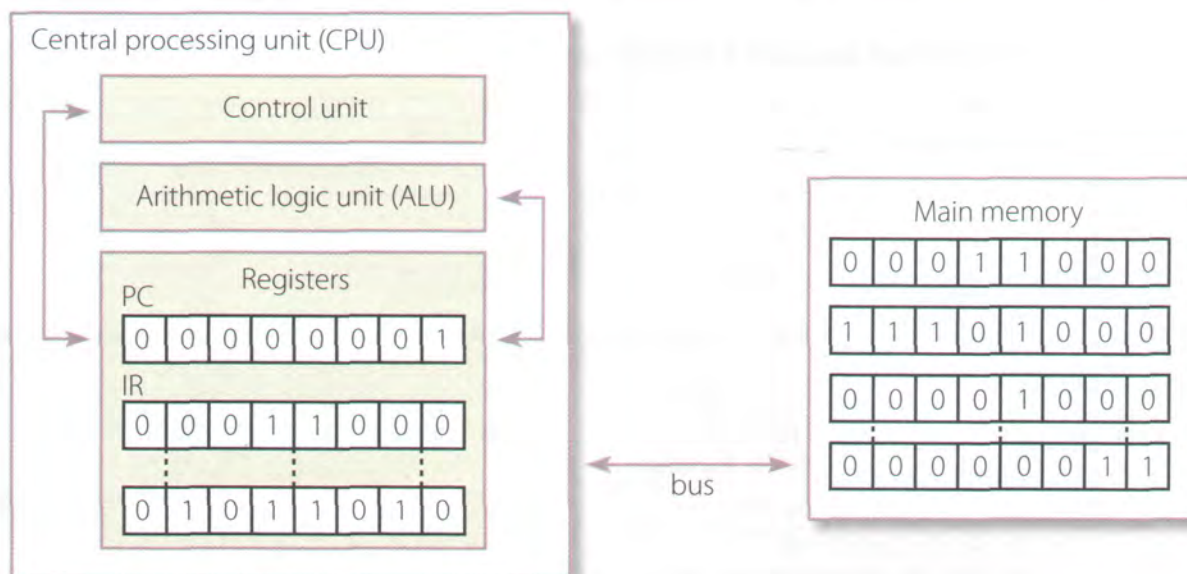 Central processing unit (CPU)
Control unit
Arithmetic logic unit (ALU)
Registers
PC
0 0 0 0 0 0 0 1
IR
0 0 0 1 1 0 0 0
0 1 0 1 1 0 1 0
bus
Main memory
0 0 0 1 1 0 0 0
1 1 1 0 1 0 0 0
0 0 0 0 1 0 0 0
0 0 0 0 0 0 1 1